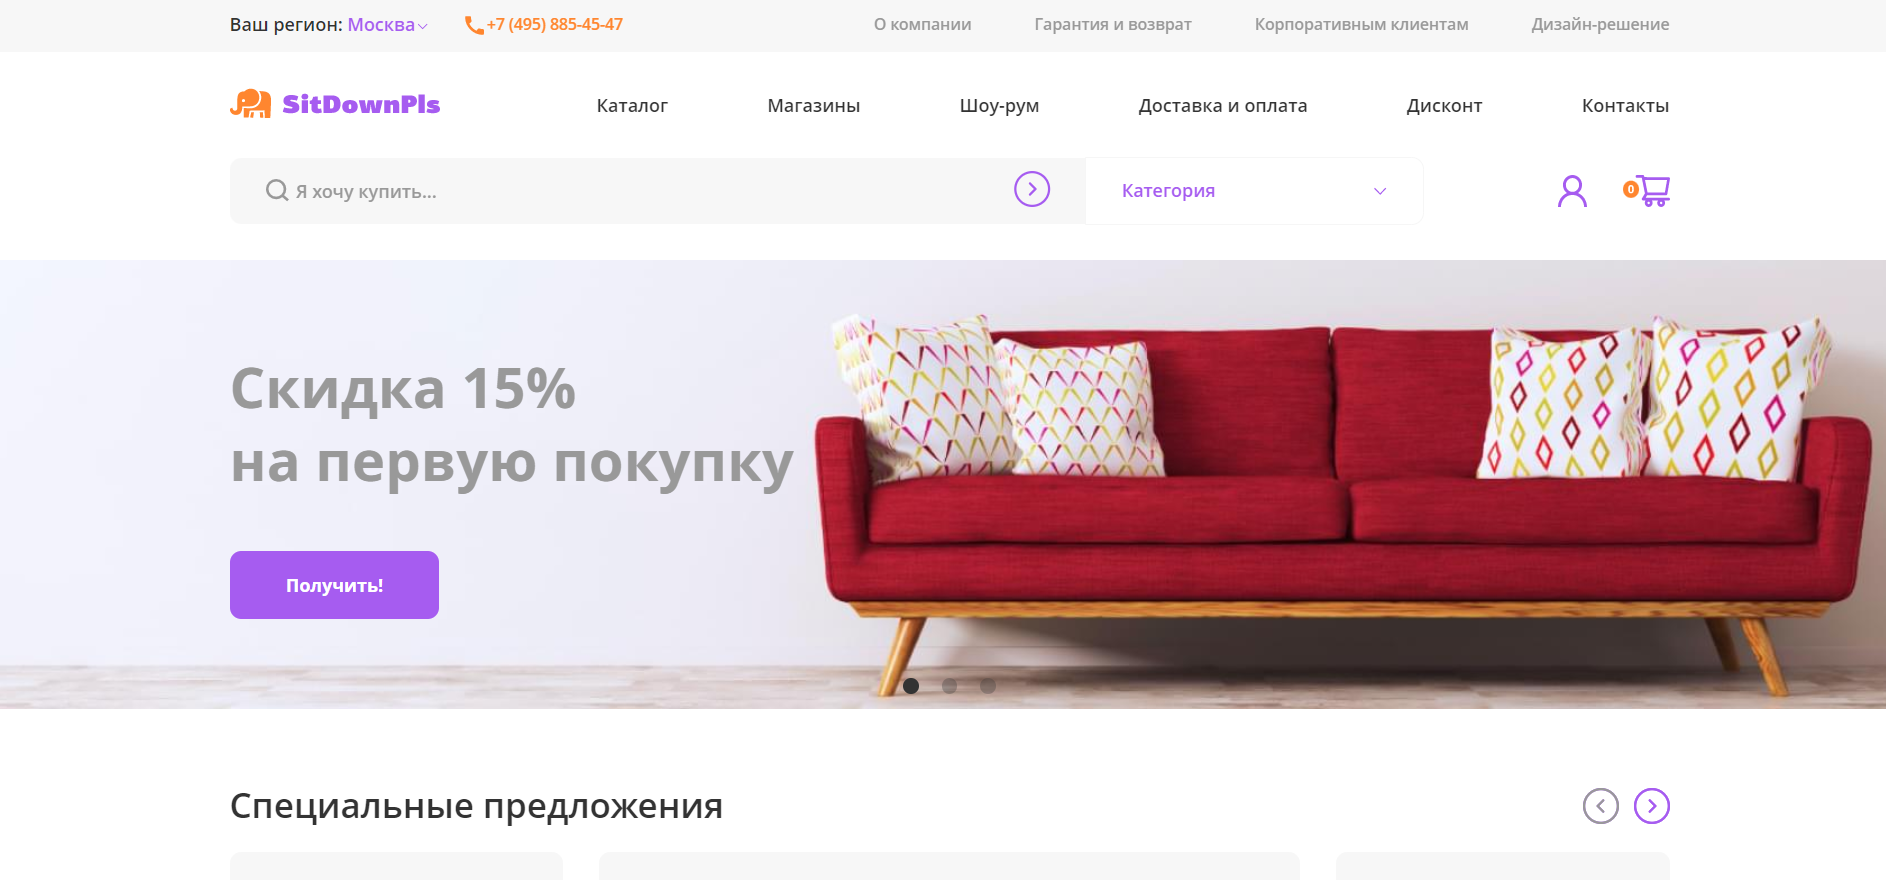 Ваш регион: Москва
+7 (495) 885-45-47
О компании
Гарантия и возврат
Корпоративным клиентам
Дизайн-решение
SitDownPls
Каталог
Магазины
Шоу-рум
Доставка и оплата
Дисконт
Контакты
Я хочу купить...
Категория
0
Скидка 15%
на первую покупку
Получить!
Специальные предложения